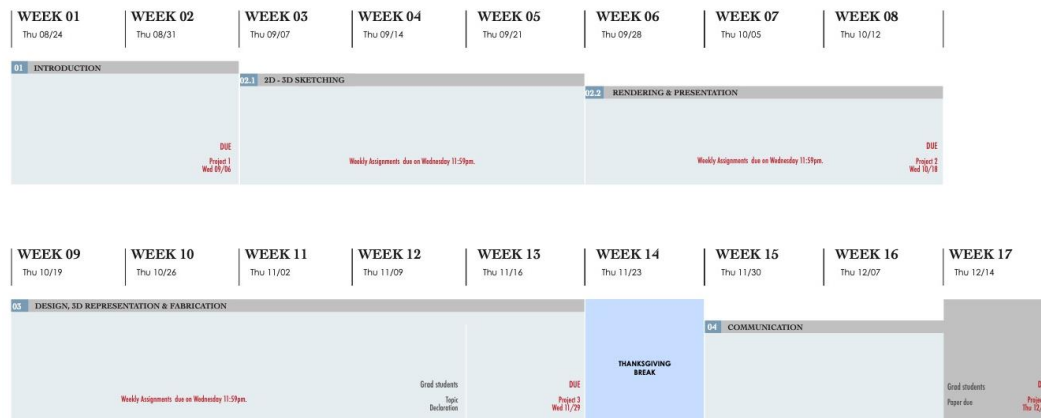 WEEK 01 WEEK 02 WEEK 03 WEEK 04 WEEK 05 WEEK 06 WEEK 07 WEEK 08
Thu 08/24 Thu 08/31 Thu 09/07 Thu 09/14 Thu 09/21 Thu 09/28 Thu 10/05 Thu 10/12
01 INTRODUCTION
02.1 2D - 3D SKETCHING
02.2 RENDERING & PRESENTATION
DUE
Project 1
Wed 09/06
Weekly Assignments due on Wednesday 11:59pm.
Weekly Assignments due on Wednesday 11:59pm.
DUE
Project 2
Wed 10/18
WEEK 09 WEEK 10 WEEK 11 WEEK 12 WEEK 13 WEEK 14 WEEK 15 WEEK 16 WEEK 17
Thu 10/19 Thu 10/26 Thu 11/02 Thu 11/09 Thu 11/16 Thu 11/23 Thu 11/30 Thu 12/07 Thu 12/14
03 DESIGN, 3D REPRESENTATION & FABRICATION
04 COMMUNICATION
Weekly Assignments due on Wednesday 11:59pm.
Grad students
Topic
Declaration
DUE
Project 3
Wed 11/29
THANKSGIVING
BREAK
Grad students
Paper due